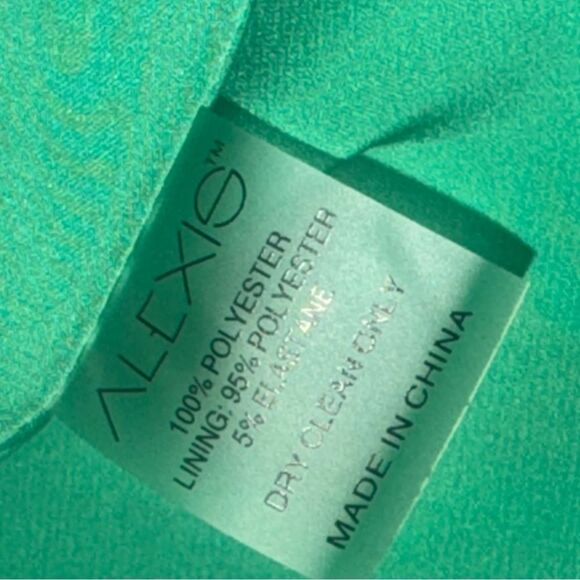 ALEXIS™
100% POLYESTER
LINING: 95% POLYESTER
5% ELASTANE
DRY CLEAN ONLY
MADE IN CHINA